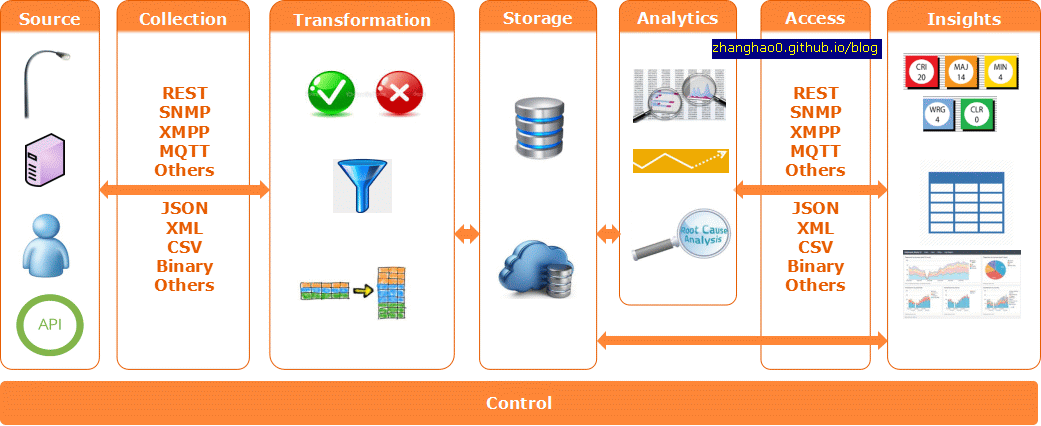 Source
Collection
Transformation
Storage
Analytics
Access
Insights
zhanghao0.github.io/blog
REST
SNMP
XMPP
MQTT
Others
JSON
XML
CSV
Binary
Others
API
Root Cause
Analysis
REST
SNMP
XMPP
MQTT
Others
JSON
XML
CSV
Binary
Others
CRI
20
MAJ
14
MIN
4
WRG
4
CLR
0
Control